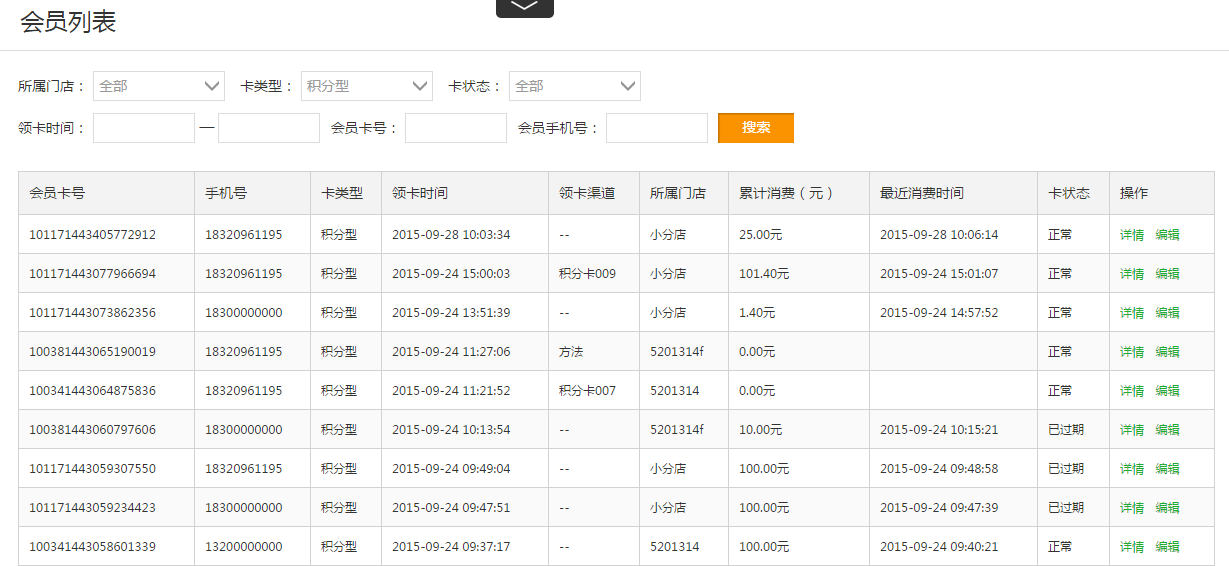 会员列表
所属门店： 全部 卡类型： 积分型 卡状态： 全部
领卡时间： — 会员卡号： 会员手机号： 搜索
会员卡号 手机号 卡类型 领卡时间 领卡渠道 所属门店 累计消费（元） 最近消费时间 卡状态 操作
101171443405772912 18320961195 积分型 2015-09-28 10:03:34 -- 小分店 25.00元 2015-09-28 10:06:14 正常 详情 编辑
101171443077966694 18320961195 积分型 2015-09-24 15:00:03 积分卡009 小分店 101.40元 2015-09-24 15:01:07 正常 详情 编辑
101171443073862356 18300000000 积分型 2015-09-24 13:51:39 -- 小分店 1.40元 2015-09-24 14:57:52 正常 详情 编辑
100381443065190019 18320961195 积分型 2015-09-24 11:27:06 方法 5201314f 0.00元 正常 详情 编辑
100341443064875836 18320961195 积分型 2015-09-24 11:21:52 积分卡007 5201314 0.00元 正常 详情 编辑
100381443060797606 18300000000 积分型 2015-09-24 10:13:54 -- 5201314f 10.00元 2015-09-24 10:15:21 已过期 详情 编辑
101171443059307550 18320961195 积分型 2015-09-24 09:49:04 -- 小分店 100.00元 2015-09-24 09:48:58 已过期 详情 编辑
101171443059234423 18300000000 积分型 2015-09-24 09:47:51 -- 小分店 100.00元 2015-09-24 09:47:39 已过期 详情 编辑
100341443058601339 13200000000 积分型 2015-09-24 09:37:17 -- 5201314 100.00元 2015-09-24 09:40:21 正常 详情 编辑